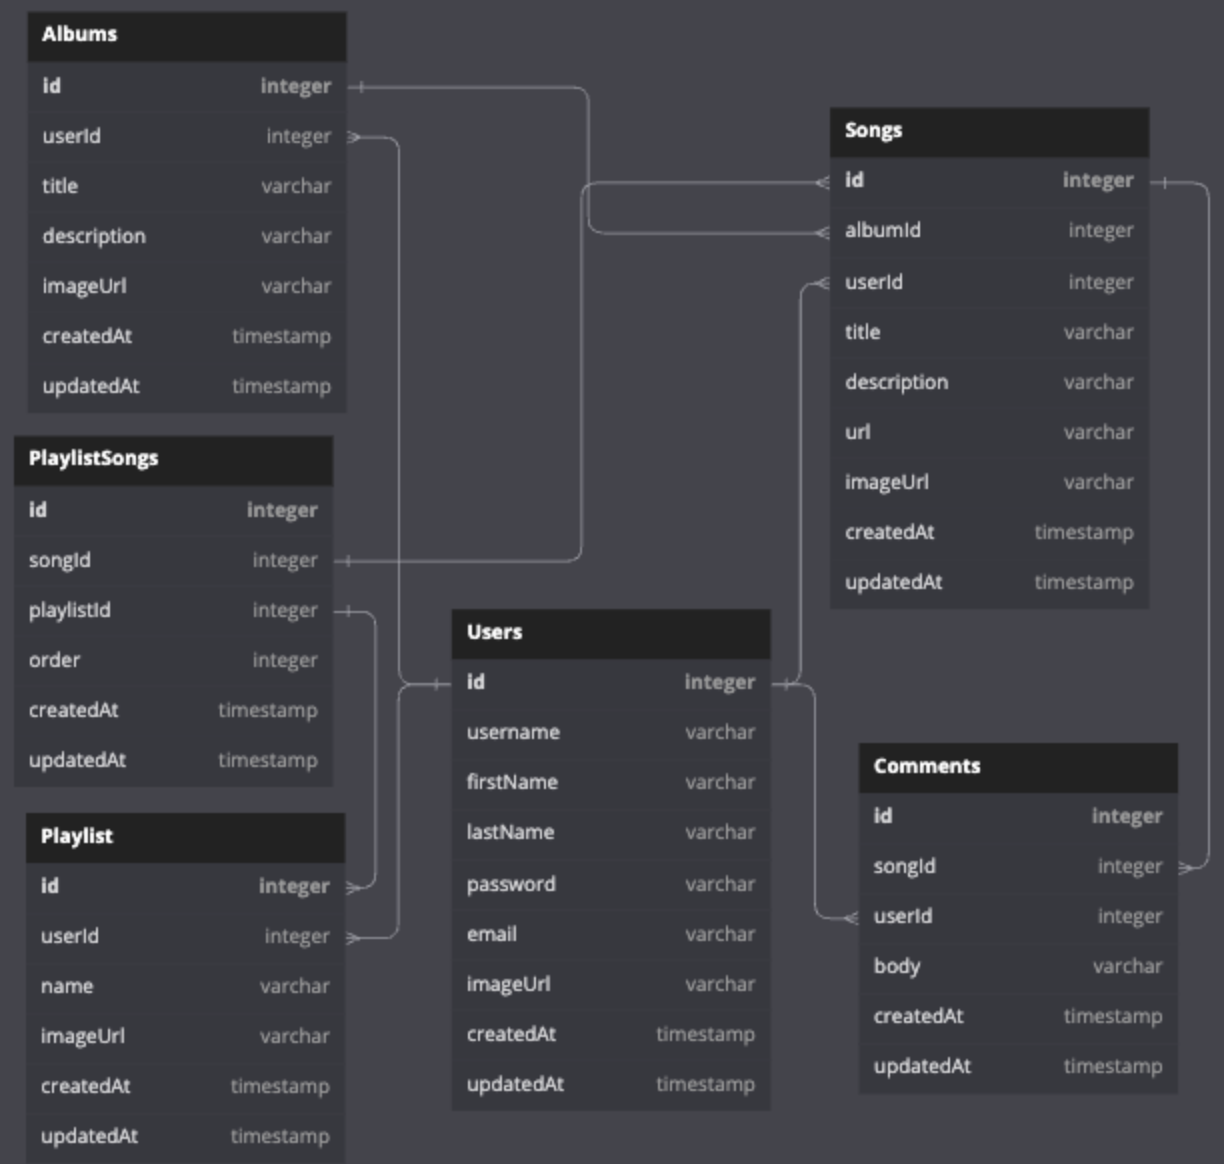 Albums
id integer
userId integer
title varchar
description varchar
imageUrl varchar
createdAt timestamp
updatedAt timestamp
PlaylistSongs
id integer
songId integer
playlistId integer
order integer
createdAt timestamp
updatedAt timestamp
Playlist
id integer
userId integer
name varchar
imageUrl varchar
createdAt timestamp
updatedAt timestamp
Users
id integer
username varchar
firstName varchar
lastName varchar
password varchar
email varchar
imageUrl varchar
createdAt timestamp
updatedAt timestamp
Songs
id integer
albumId integer
userId integer
title varchar
description varchar
url varchar
imageUrl varchar
createdAt timestamp
updatedAt timestamp
Comments
id integer
songId integer
userId integer
body varchar
createdAt timestamp
updatedAt timestamp